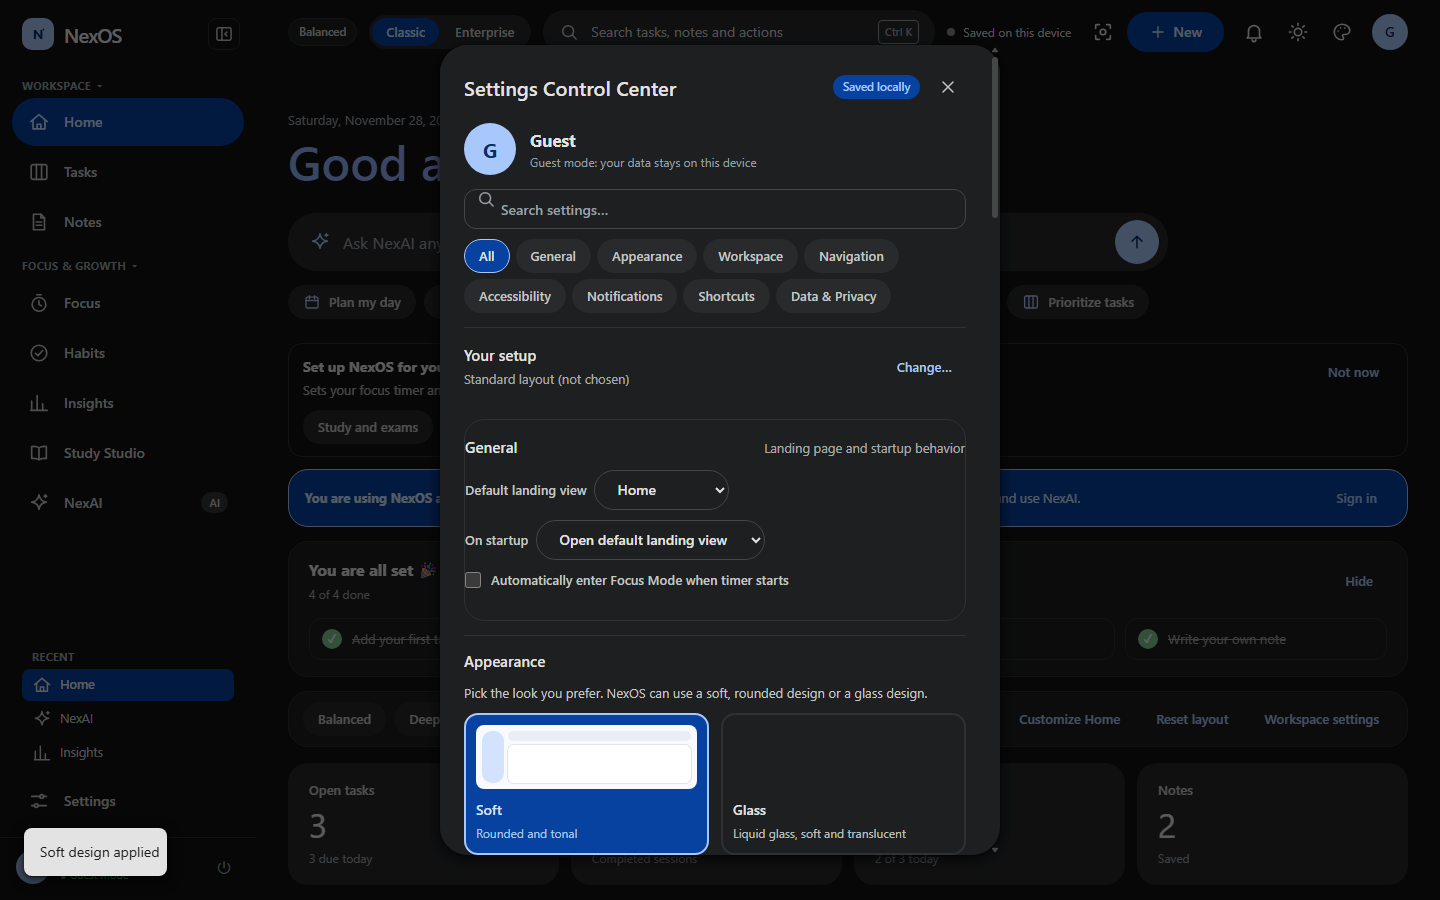 N
NexOS
Balanced
Classic
Enterprise
Search tasks, notes and actions
Ctrl K
Saved on this device
New
G
WORKSPACE
Home
Tasks
Notes
FOCUS & GROWTH
Focus
Habits
Insights
Study Studio
NexAI
AI
RECENT
Home
NexAI
Insights
Settings
Soft design applied
Saturday, November 28, 20
Good a
Ask NexAI any
Plan my day
Prioritize tasks
Set up NexOS for you
Sets your focus timer an
Study and exams
Not now
You are using NexOS a
nd use NexAI.
Sign in
You are all set 🎉
4 of 4 done
Hide
Add your first t
Write your own note
Balanced
Deep
Customize Home
Reset layout
Workspace settings
Open tasks
3
3 due today
Completed sessions
2 of 3 today
Notes
2
Saved
Settings Control Center
Saved locally
G
Guest
Guest mode: your data stays on this device
Search settings...
All
General
Appearance
Workspace
Navigation
Accessibility
Notifications
Shortcuts
Data & Privacy
Your setup
Standard layout (not chosen)
Change...
General
Landing page and startup behavior
Default landing view
Home
On startup
Open default landing view
Automatically enter Focus Mode when timer starts
Appearance
Pick the look you prefer. NexOS can use a soft, rounded design or a glass design.
Soft
Rounded and tonal
Glass
Liquid glass, soft and translucent